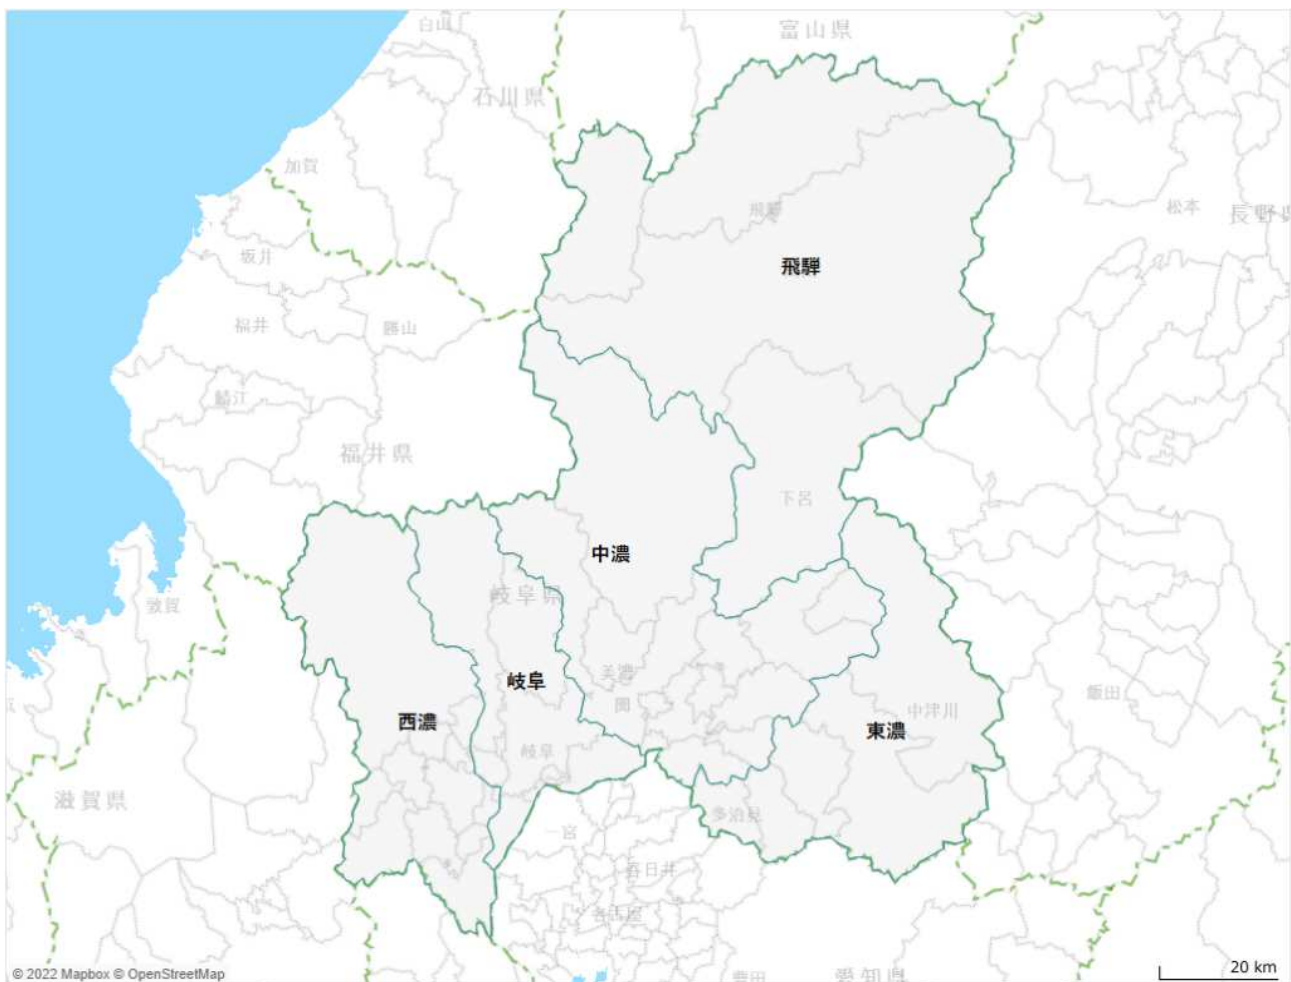 白山
富山県
石川県
加賀
松本
長野県
飛騨
坂井
飛騨
福井
勝山
鯖江
福井県
下呂
中濃
岐阜県
敦賀
美濃
岐阜
飯田
関
中津川
西濃
東濃
岐阜
滋賀県
多治見
一宮
春日井
名古屋
豊田
愛知県
© 2022 Mapbox © OpenStreetMap
20 km